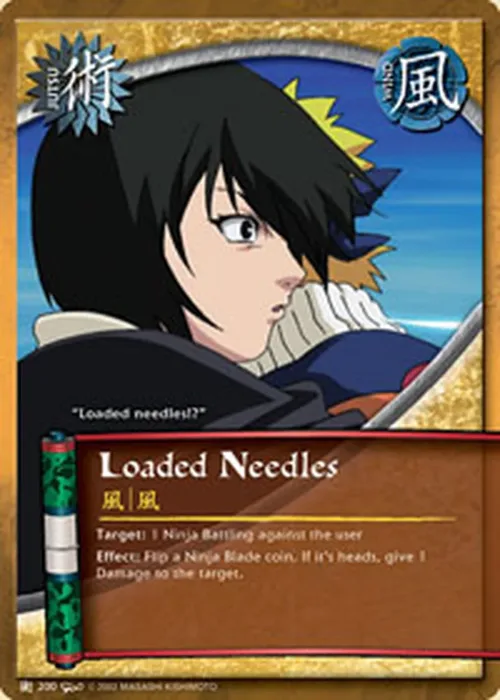 JUTSU 術
WIND 風
"Loaded needles!?"
Loaded Needles
風|風
Target: 1 Ninja Battling against the user
Effect: Flip a Ninja Blade coin. If it's heads, give 1
Damage to the target.
200 © 2002 MASASHI KISHIMOTO